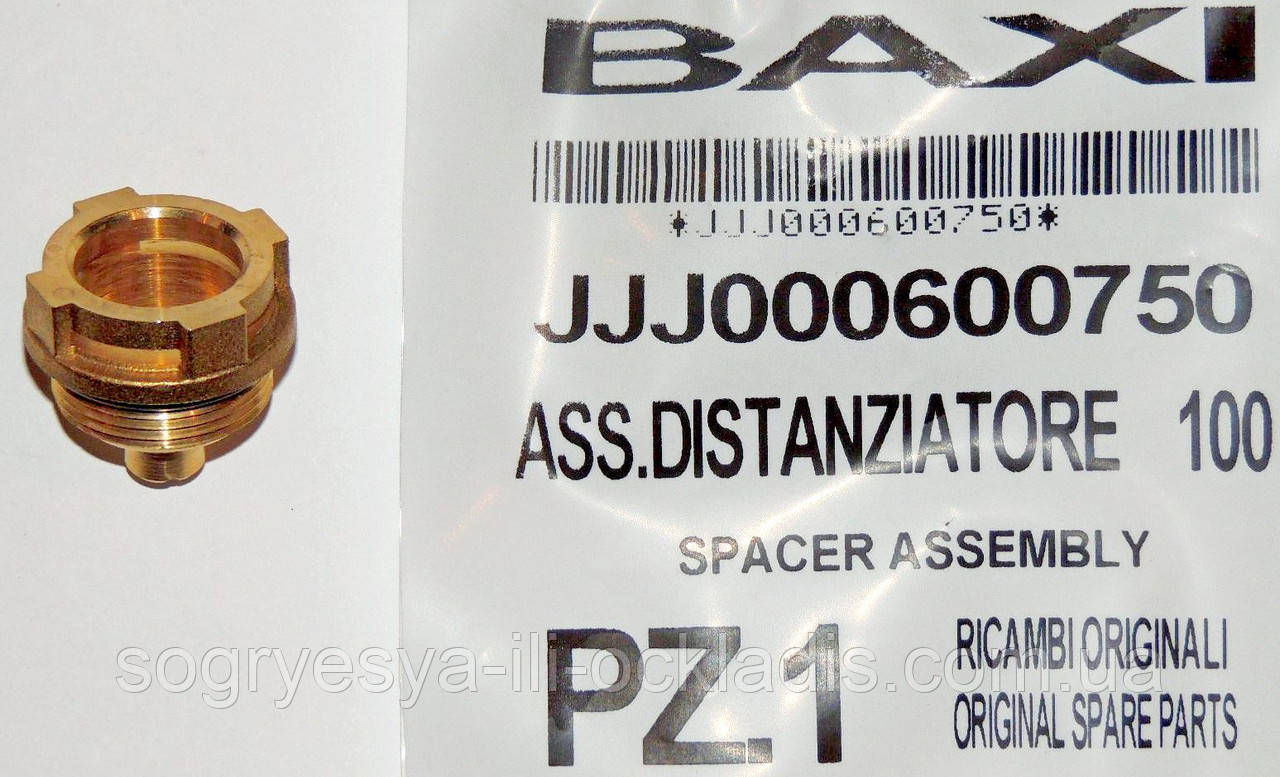 BAXI
*JJJ000600750*
JJJ000600750
ASS.DISTANZIATORE 100
SPACER ASSEMBLY
PZ.1
RICAMBI ORIGINALI
ORIGINAL SPARE PARTS
sogryesya-ili-ockladis.com.ua